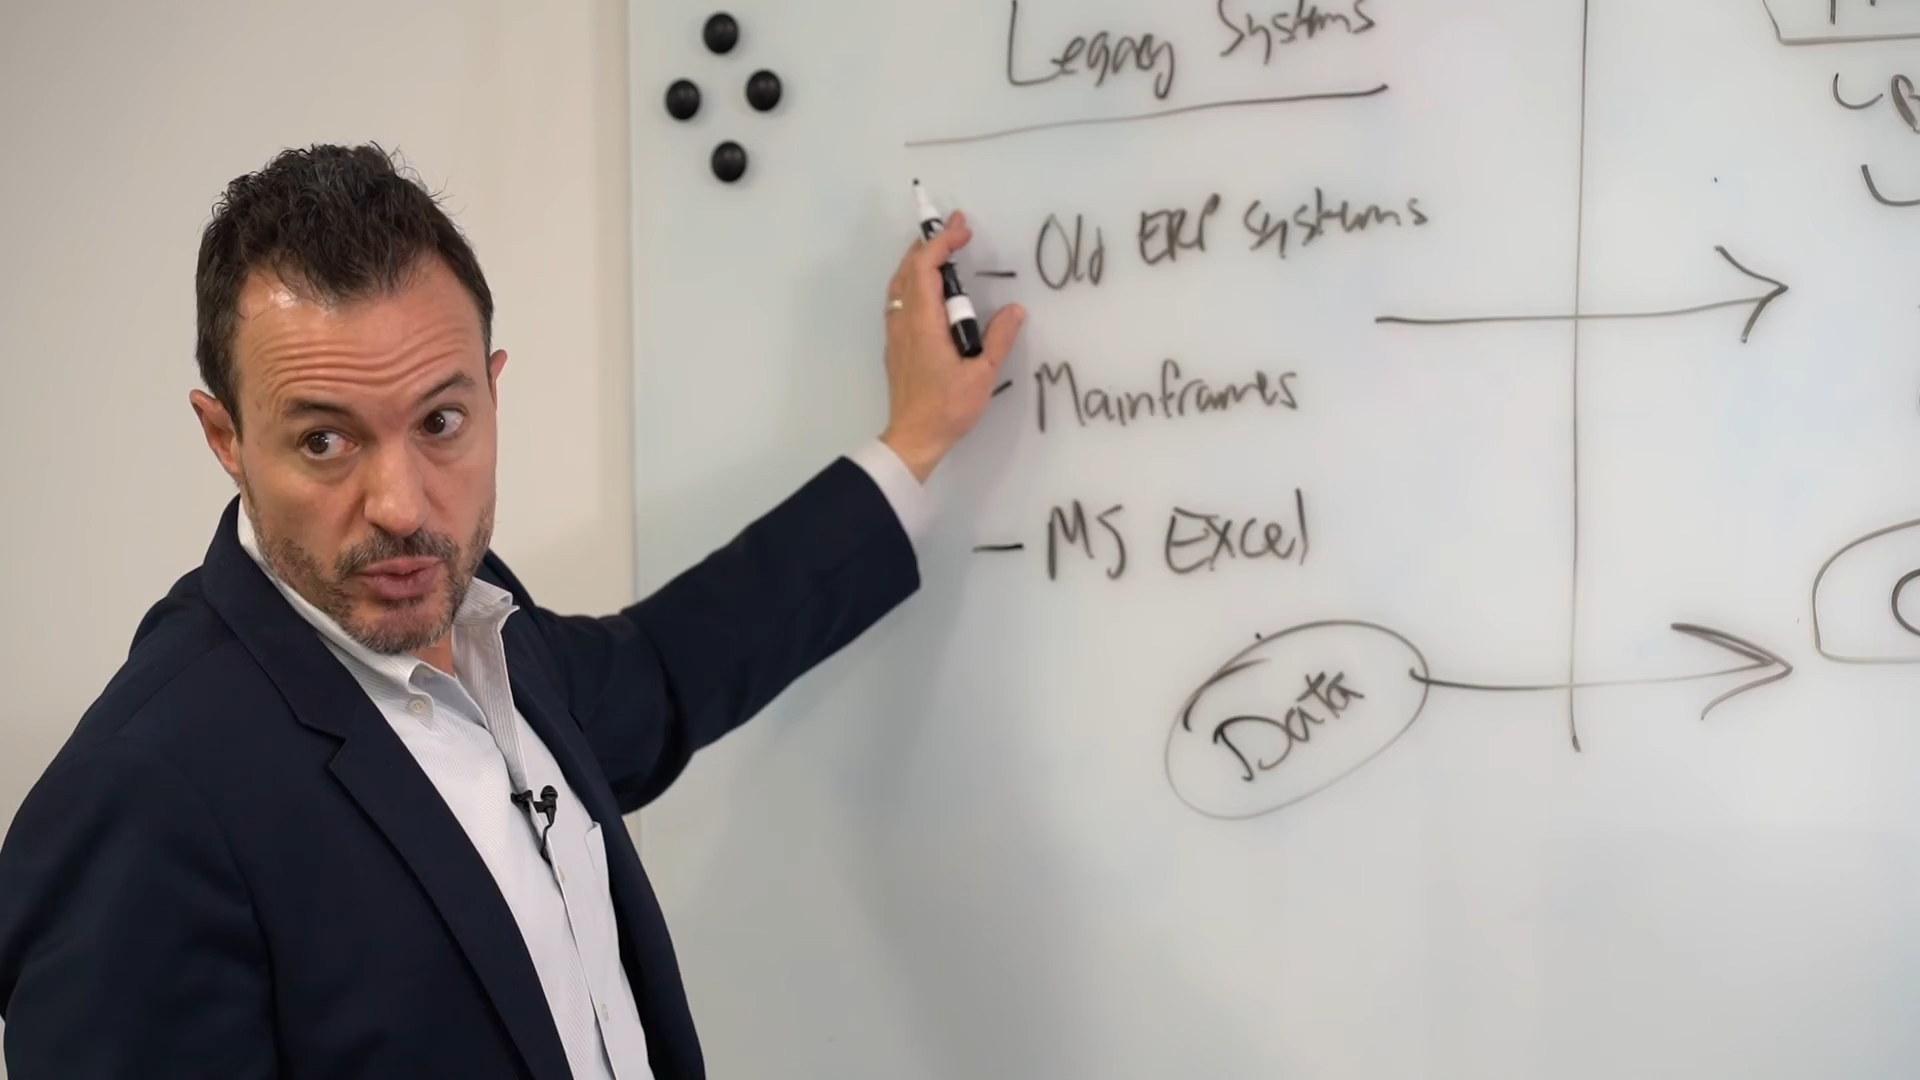 Legacy Systems
- Old ERP systems
- Mainframes
- MS Excel
Data